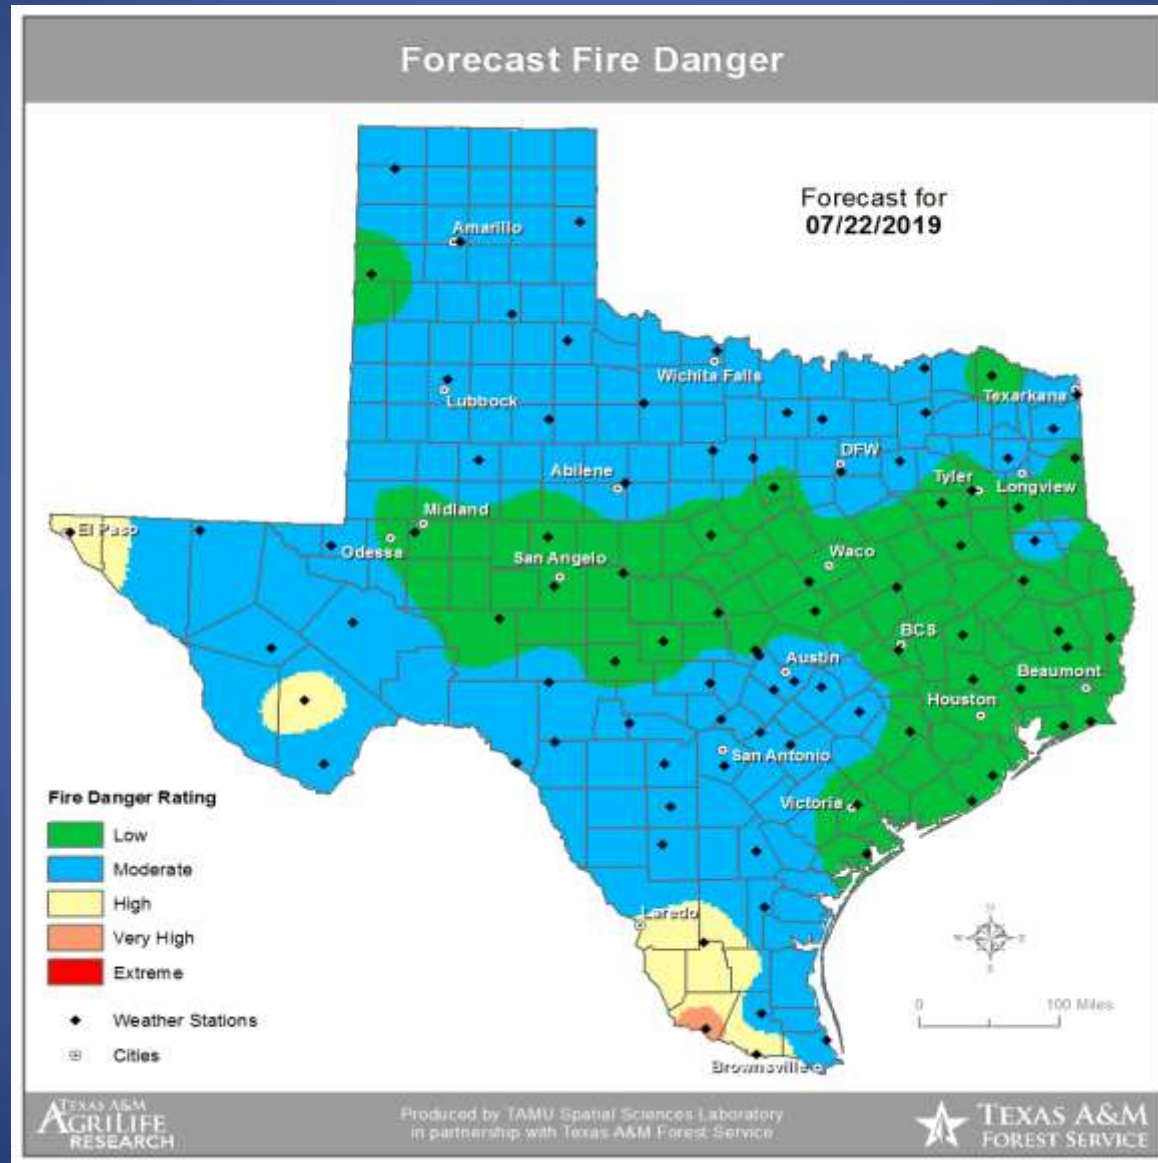 Forecast Fire Danger
Forecast for
07/22/2019
Amarillo
Wichita Falls
Texarkana
Lubbock
DFW
Abilene
Tyler
Longview
Midland
El Paso
Odessa
San Angelo
Waco
BCS
Austin
Beaumont
Houston
San Antonio
Victoria
Laredo
Brownsville
Fire Danger Rating
Low
Moderate
High
Very High
Extreme
Weather Stations
Cities
N
W E
S
0 100 Miles
TEXAS A&M
AGRILIFE
RESEARCH
Produced by TAMU Spatial Sciences Laboratory
in partnership with Texas A&M Forest Service
TEXAS A&M
FOREST SERVICE